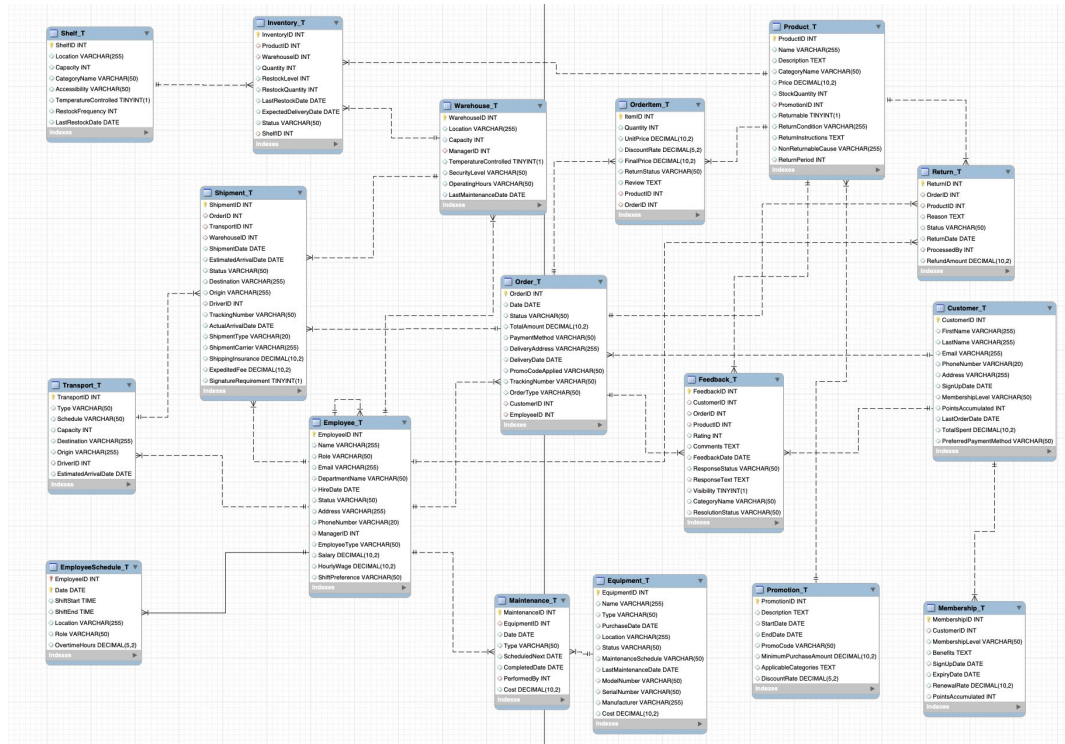 Shelf_T
ShelfID INT
Location VARCHAR(255)
Capacity INT
CategoryName VARCHAR(50)
Accessibility VARCHAR(50)
TemperatureControlled TINYINT(1)
RestockFrequency INT
LastRestockDate DATE
Indexes
Inventory_T
InventoryID INT
ProductID INT
WarehouseID INT
Quantity INT
RestockLevel INT
RestockQuantity INT
LastRestockDate DATE
ExpectedDeliveryDate DATE
Status VARCHAR(50)
ShelfID INT
Indexes
Warehouse_T
WarehouseID INT
Location VARCHAR(255)
Capacity INT
ManagerID INT
TemperatureControlled TINYINT(1)
SecurityLevel VARCHAR(50)
OperatingHours VARCHAR(50)
LastMaintenanceDate DATE
Indexes
OrderItem_T
ItemID INT
Quantity INT
UnitPrice DECIMAL(10,2)
DiscountRate DECIMAL(5,2)
FinalPrice DECIMAL(10,2)
ReturnStatus VARCHAR(50)
Review TEXT
ProductID INT
OrderID INT
Indexes
Product_T
ProductID INT
Name VARCHAR(255)
Description TEXT
CategoryName VARCHAR(50)
Price DECIMAL(10,2)
StockQuantity INT
PromotionID INT
Returnable TINYINT(1)
ReturnCondition VARCHAR(255)
ReturnInstructions TEXT
NonReturnableCause VARCHAR(255)
ReturnPeriod INT
Indexes
Return_T
ReturnID INT
OrderID INT
ProductID INT
Reason TEXT
Status VARCHAR(50)
ReturnDate DATE
ProcessedBy INT
RefundAmount DECIMAL(10,2)
Indexes
Shipment_T
ShipmentID INT
OrderID INT
TransportID INT
WarehouseID INT
ShipmentDate DATE
EstimatedArrivalDate DATE
Status VARCHAR(50)
Destination VARCHAR(255)
Origin VARCHAR(255)
DriverID INT
TrackingNumber VARCHAR(50)
ActualArrivalDate DATE
ShipmentType VARCHAR(20)
ShipmentCarrier VARCHAR(255)
ShippingInsurance DECIMAL(10,2)
ExpeditedFee DECIMAL(10,2)
SignatureRequirement TINYINT(1)
Indexes
Order_T
OrderID INT
Date DATE
Status VARCHAR(50)
TotalAmount DECIMAL(10,2)
PaymentMethod VARCHAR(50)
DeliveryAddress VARCHAR(255)
DeliveryDate DATE
PromoCodeApplied VARCHAR(50)
TrackingNumber VARCHAR(50)
OrderType VARCHAR(50)
CustomerID INT
EmployeeID INT
Indexes
Customer_T
CustomerID INT
FirstName VARCHAR(255)
LastName VARCHAR(255)
Email VARCHAR(255)
PhoneNumber VARCHAR(20)
Address VARCHAR(255)
SignUpDate DATE
MembershipLevel VARCHAR(50)
PointsAccumulated INT
LastOrderDate DATE
TotalSpent DECIMAL(10,2)
PreferredPaymentMethod VARCHAR(50)
Indexes
Transport_T
TransportID INT
Type VARCHAR(50)
Schedule VARCHAR(50)
Capacity INT
Destination VARCHAR(255)
Origin VARCHAR(255)
DriverID INT
EstimatedArrivalDate DATE
Indexes
Feedback_T
FeedbackID INT
CustomerID INT
OrderID INT
ProductID INT
Rating INT
Comments TEXT
FeedbackDate DATE
ResponseStatus VARCHAR(50)
ResponseText TEXT
Visibility TINYINT(1)
CategoryName VARCHAR(50)
ResolutionStatus VARCHAR(50)
Indexes
Employee_T
EmployeeID INT
Name VARCHAR(255)
Role VARCHAR(50)
Email VARCHAR(255)
DepartmentName VARCHAR(50)
HireDate DATE
Status VARCHAR(50)
Address VARCHAR(255)
PhoneNumber VARCHAR(20)
ManagerID INT
EmployeeType VARCHAR(50)
Salary DECIMAL(10,2)
HourlyWage DECIMAL(10,2)
ShiftPreference VARCHAR(50)
Indexes
EmployeeSchedule_T
EmployeeID INT
Date DATE
ShiftStart TIME
ShiftEnd TIME
Location VARCHAR(255)
Role VARCHAR(50)
OvertimeHours DECIMAL(5,2)
Indexes
Maintenance_T
MaintenanceID INT
EquipmentID INT
Date DATE
Type VARCHAR(50)
ScheduledNext DATE
CompletedDate DATE
PerformedBy INT
Cost DECIMAL(10,2)
Indexes
Equipment_T
EquipmentID INT
Name VARCHAR(255)
Type VARCHAR(50)
PurchaseDate DATE
Location VARCHAR(255)
Status VARCHAR(50)
MaintenanceSchedule VARCHAR(50)
LastMaintenanceDate DATE
ModelNumber VARCHAR(50)
SerialNumber VARCHAR(50)
Manufacturer VARCHAR(255)
Cost DECIMAL(10,2)
Indexes
Promotion_T
PromotionID INT
Description TEXT
StartDate DATE
EndDate DATE
PromoCode VARCHAR(50)
MinimumPurchaseAmount DECIMAL(10,2)
ApplicableCategories TEXT
DiscountRate DECIMAL(5,2)
Indexes
Membership_T
MembershipID INT
CustomerID INT
MembershipLevel VARCHAR(50)
Benefits TEXT
SignUpDate DATE
ExpiryDate DATE
RenewalRate DECIMAL(10,2)
PointsAccumulated INT
Indexes